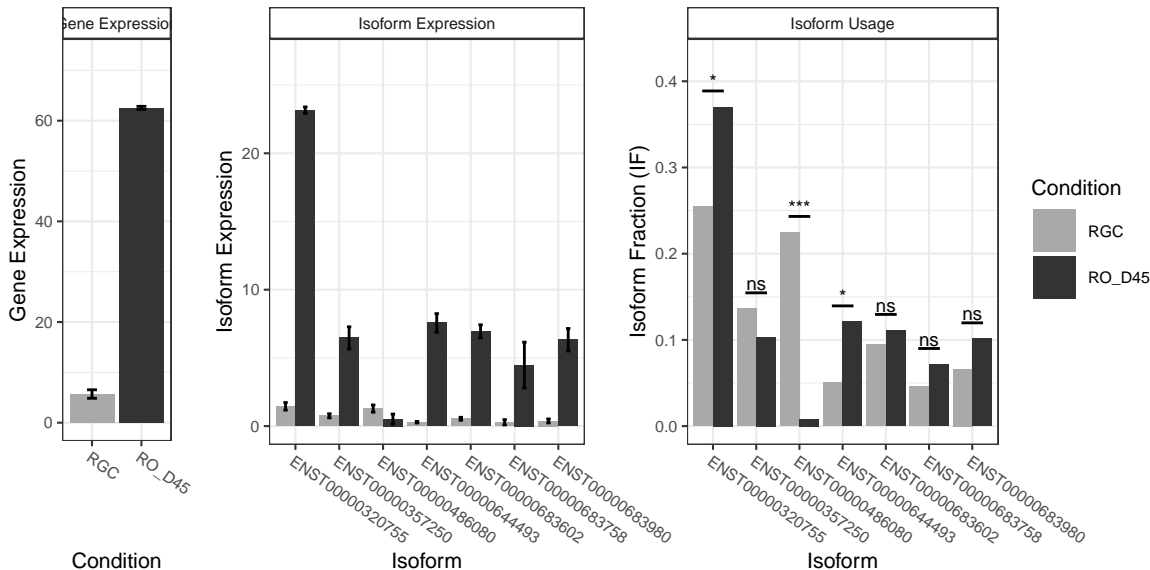 Gene Expression
Isoform Expression
Isoform Usage
Gene Expression
0
20
40
60
RGC
RO_D45
Condition
Isoform Expression
0
10
20
ENST00000320755
ENST00000357250
ENST00000486080
ENST00000644493
ENST00000683602
ENST00000683758
ENST00000683980
Isoform
Isoform Fraction (IF)
0.0
0.1
0.2
0.3
0.4
*
ns
***
*
ns
ns
ns
ENST00000320755
ENST00000357250
ENST00000486080
ENST00000644493
ENST00000683602
ENST00000683758
ENST00000683980
Isoform
Condition
RGC
RO_D45